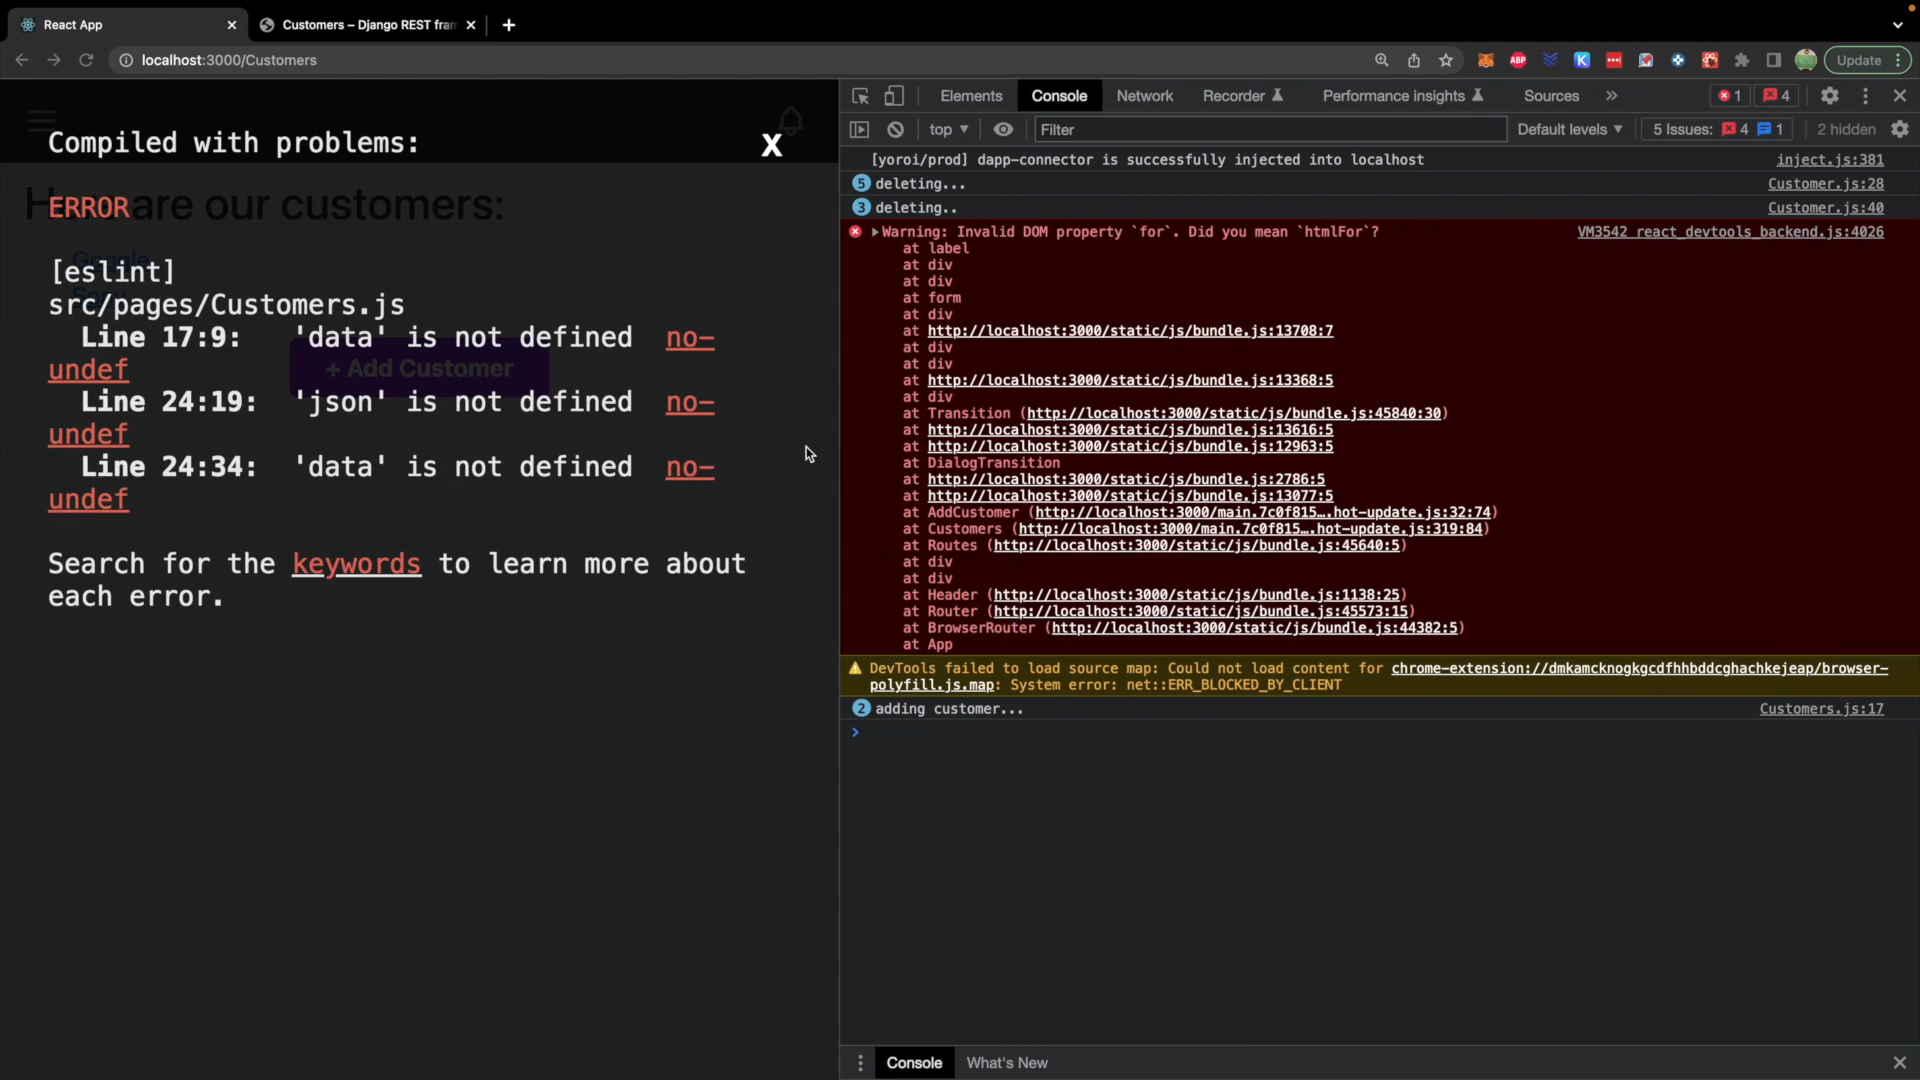 React App
Customers – Django REST fram
localhost:3000/Customers
ABP
K
Update
Compiled with problems:
X
ERROR
Here are our customers:
Google
[eslint]
src/pages/Customers.js
Line 17:9: 'data' is not defined no-
undef
+ Add Customer
Line 24:19: 'json' is not defined no-
undef
Line 24:34: 'data' is not defined no-
undef
Search for the keywords to learn more about
each error.
Elements
Console
Network
Recorder
Performance insights
Sources
»
1
4
top
Filter
Default levels
5 Issues: 4 1
2 hidden
[yoroi/prod] dapp-connector is successfully injected into localhost inject.js:381
5 deleting... Customer.js:28
3 deleting.. Customer.js:40
Warning: Invalid DOM property `for`. Did you mean `htmlFor`? VM3542 react_devtools_backend.js:4026
at label
at div
at div
at form
at div
at http://localhost:3000/static/js/bundle.js:13708:7
at div
at div
at http://localhost:3000/static/js/bundle.js:13368:5
at div
at Transition (http://localhost:3000/static/js/bundle.js:45840:30)
at http://localhost:3000/static/js/bundle.js:13616:5
at http://localhost:3000/static/js/bundle.js:12963:5
at DialogTransition
at http://localhost:3000/static/js/bundle.js:2786:5
at http://localhost:3000/static/js/bundle.js:13077:5
at AddCustomer (http://localhost:3000/main.7c0f815….hot-update.js:32:74)
at Customers (http://localhost:3000/main.7c0f815….hot-update.js:319:84)
at Routes (http://localhost:3000/static/js/bundle.js:45640:5)
at div
at div
at Header (http://localhost:3000/static/js/bundle.js:1138:25)
at Router (http://localhost:3000/static/js/bundle.js:45573:15)
at BrowserRouter (http://localhost:3000/static/js/bundle.js:44382:5)
at App
DevTools failed to load source map: Could not load content for chrome-extension://dmkamcknogkgcdfhhbddcghachkejeap/browser-
polyfill.js.map: System error: net::ERR_BLOCKED_BY_CLIENT
2 adding customer... Customers.js:17
Console
What's New